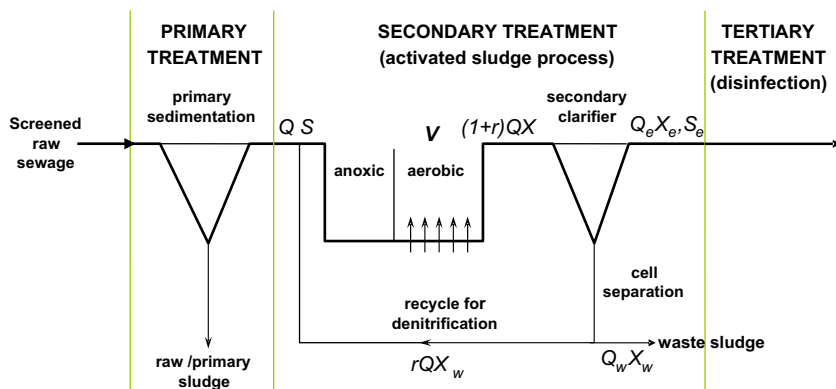 PRIMARY
TREATMENT
SECONDARY TREATMENT
(activated sludge process)
TERTIARY
TREATMENT
(disinfection)
primary
sedimentation
secondary
clarifier
Screened
raw
sewage
Q S
V
(1+r)QX
QeXe,Se
anoxic
aerobic
cell
separation
recycle for
denitrification
waste sludge
raw /primary
sludge
rQXw
QwXw